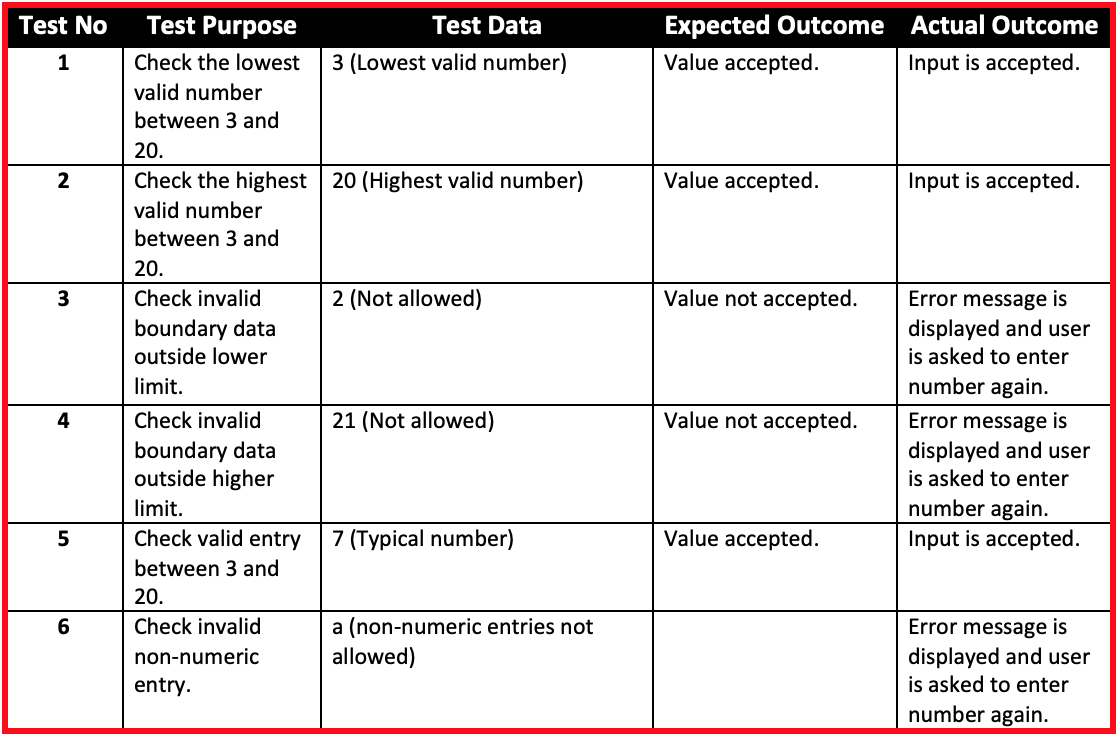 Test No Test Purpose Test Data Expected Outcome Actual Outcome
1 Check the lowest 3 (Lowest valid number) Value accepted. Input is accepted.
valid number
between 3 and
20.
2 Check the highest 20 (Highest valid number) Value accepted. Input is accepted.
valid number
between 3 and
20.
3 Check invalid 2 (Not allowed) Value not accepted. Error message is
boundary data displayed and user
outside lower is asked to enter
limit. number again.
4 Check invalid 21 (Not allowed) Value not accepted. Error message is
boundary data displayed and user
outside higher is asked to enter
limit. number again.
5 Check valid entry 7 (Typical number) Value accepted. Input is accepted.
between 3 and
20.
6 Check invalid a (non-numeric entries not Error message is
non-numeric allowed) displayed and user
entry. is asked to enter
number again.